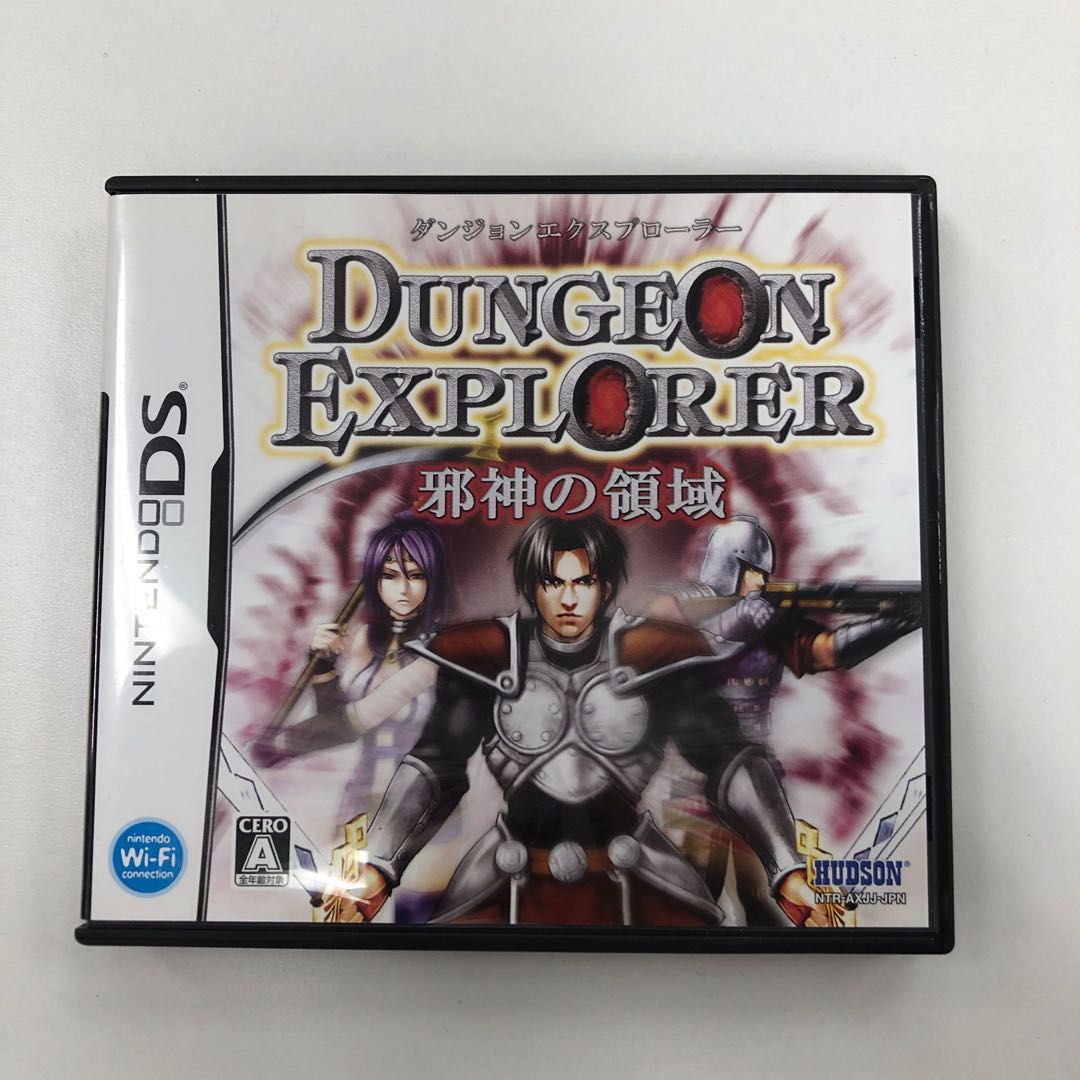 ダンジョンエクスプローラー
DUNGEON
EXPLORER
邪神の領域
NINTENDO DS®
nintendo
Wi-Fi
connection
CERO
A
全年齢対象
HUDSON®
NTR-AXJJ-JPN